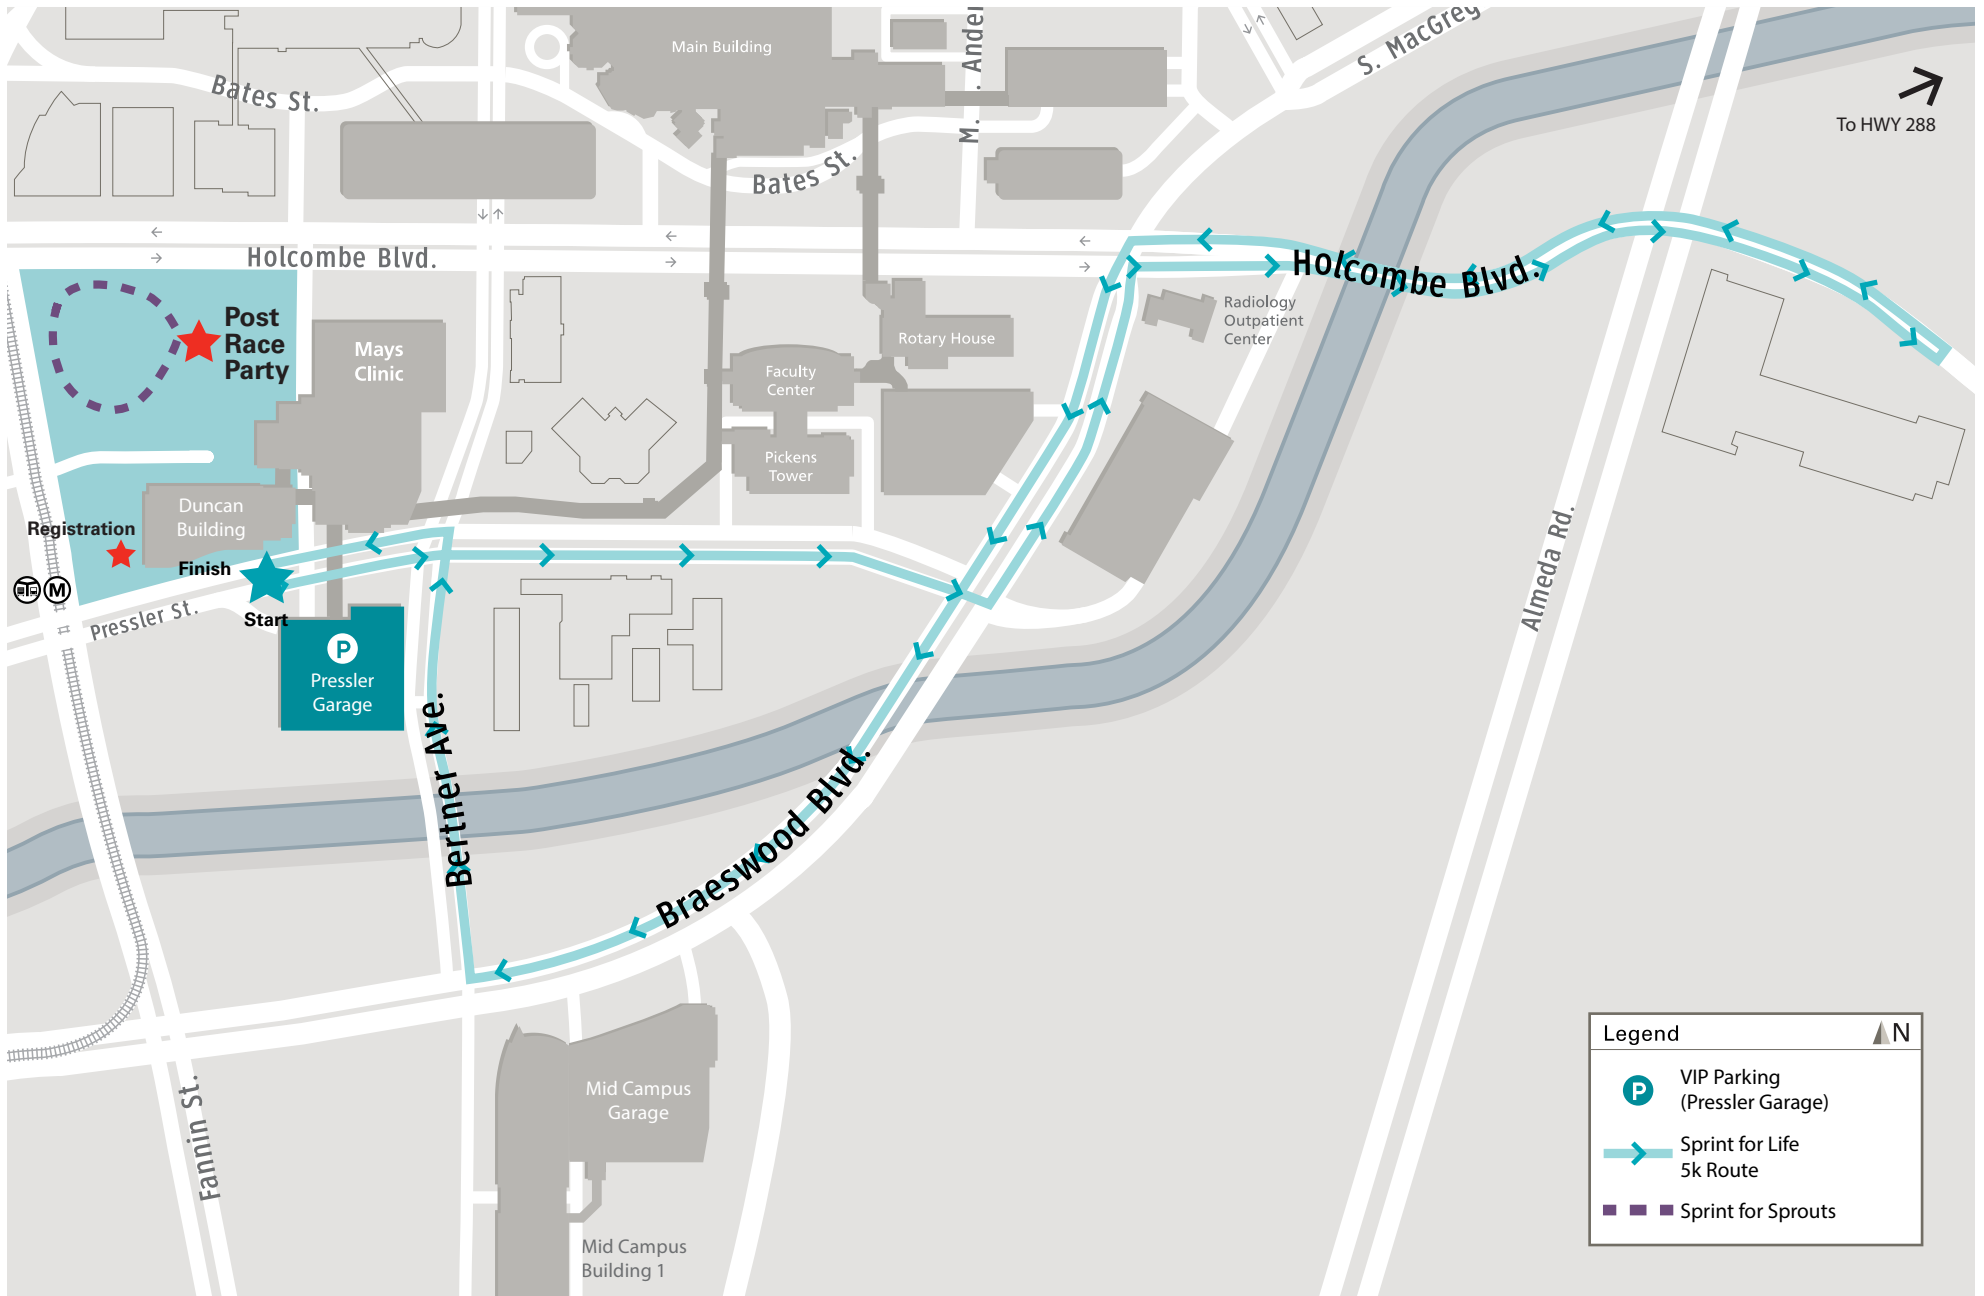 Main Building
M. Ander
S. MacGreg
Bates St.
To HWY 288
Bates St.
Holcombe Blvd.
Holcombe Blvd.
Post
Race
Party
Mays
Clinic
Radiology
Outpatient
Center
Rotary House
Faculty
Center
Pickens
Tower
Duncan
Building
Registration
Finish
M
Pressler St.
Start
P
Pressler
Garage
Almeda Rd.
Bertner Ave.
Braeswood Blvd.
Fannin St.
Mid Campus
Garage
Mid Campus
Building 1
Legend
N
P
VIP Parking
(Pressler Garage)
Sprint for Life
5k Route
Sprint for Sprouts